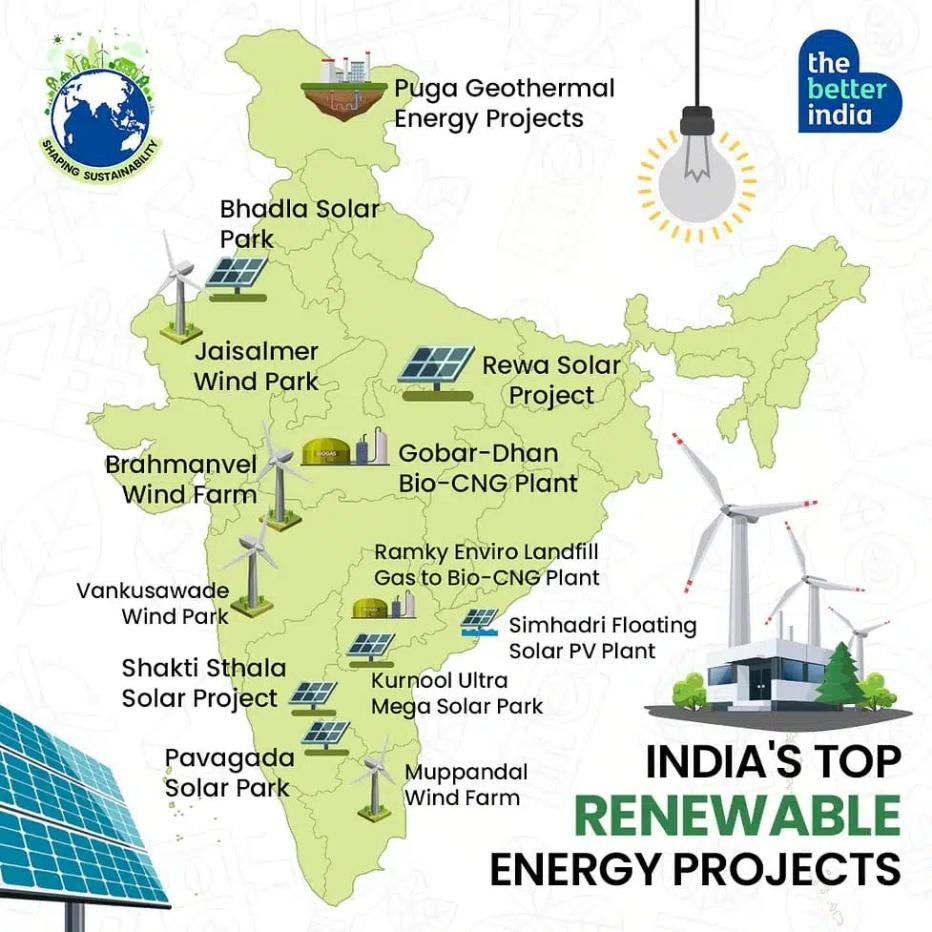 SHAPING SUSTAINABILITY
the
better
india
Puga Geothermal
Energy Projects
Bhadla Solar
Park
Jaisalmer
Wind Park
Rewa Solar
Project
Brahmanvel
Wind Farm
BIOGAS
Gobar-Dhan
Bio-CNG Plant
Ramky Enviro Landfill
Gas to Bio-CNG Plant
Vankusawade
Wind Park
BIOGAS
Simhadri Floating
Solar PV Plant
Shakti Sthala
Solar Project
Kurnool Ultra
Mega Solar Park
Pavagada
Solar Park
Muppandal
Wind Farm
INDIA'S TOP
RENEWABLE
ENERGY PROJECTS